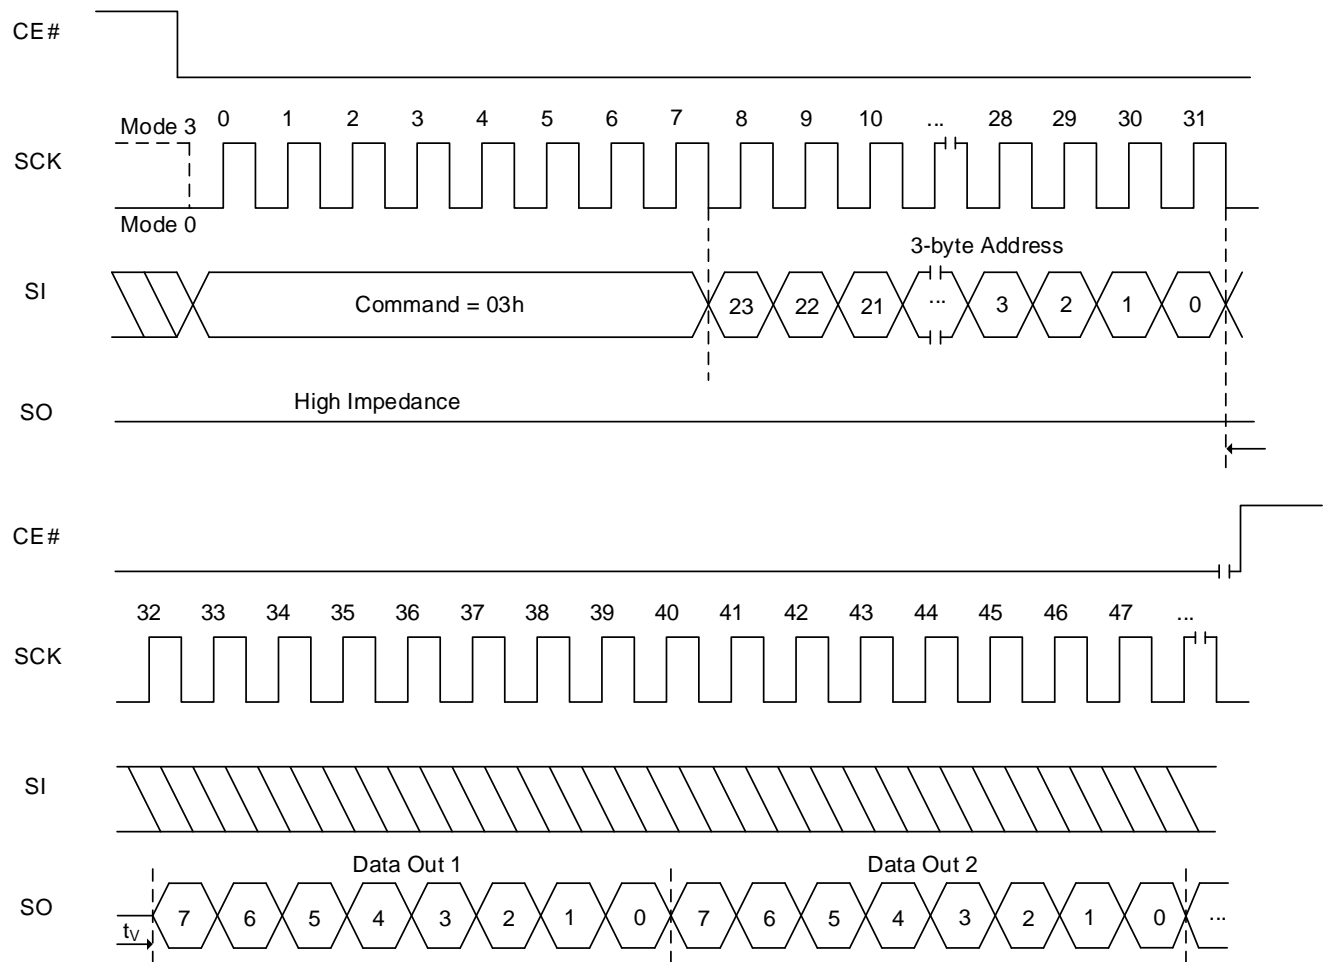 CE#
Mode 3 0 1 2 3 4 5 6 7 8 9 10 ... 28 29 30 31
SCK
Mode 0
3-byte Address
SI Command = 03h 23 22 21 ... 3 2 1 0
High Impedance
SO
CE#
32 33 34 35 36 37 38 39 40 41 42 43 44 45 46 47 ...
SCK
SI
Data Out 1 Data Out 2
SO 7 6 5 4 3 2 1 0 7 6 5 4 3 2 1 0 ...
tV